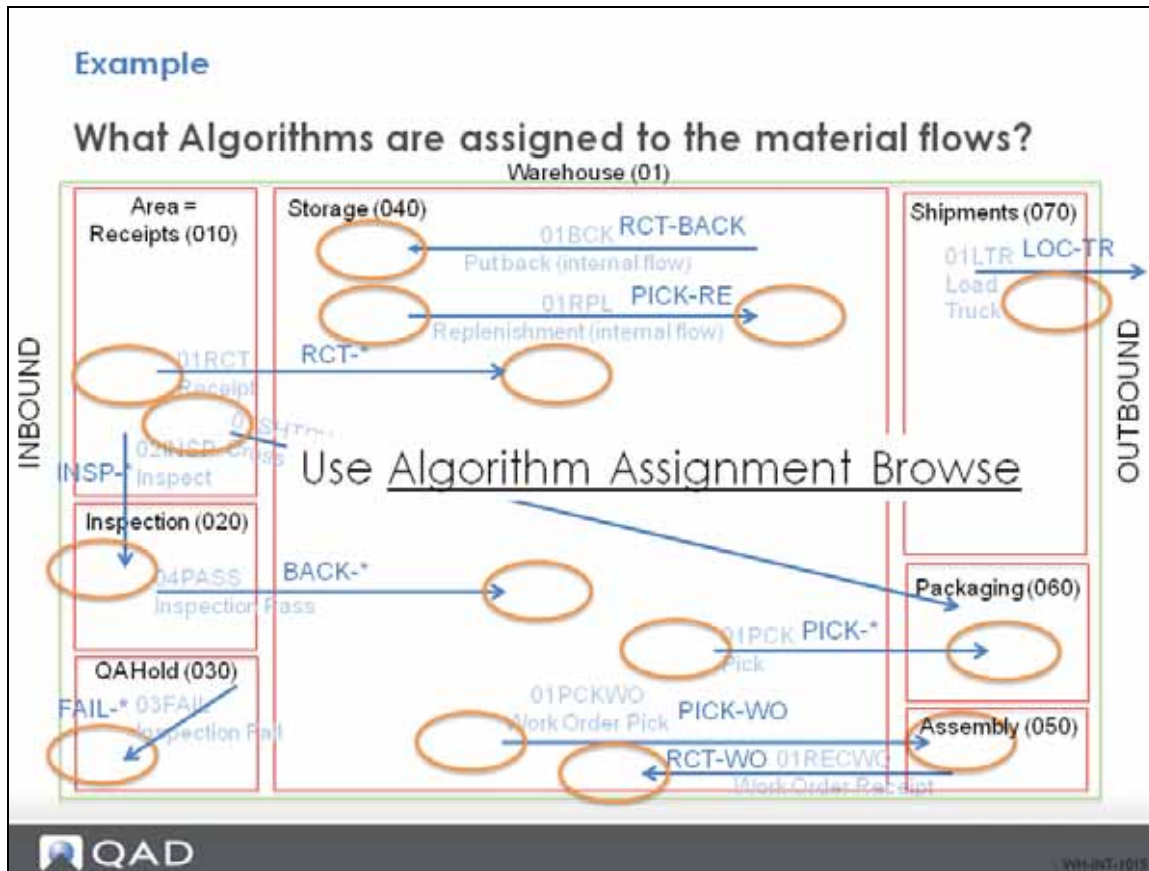 Example
What Algorithms are assigned to the material flows?
Warehouse (01)
Area =
Receipts (010)
Storage (040)
Shipments (070)
01BCK RCT-BACK
Put back (internal flow)
01LTR LOC-TR
Load
Truck
01RPL PICK-RE
Replenishment (internal flow)
INBOUND
OUTBOUND
01RCT RCT-*
Receipt
02INSP
Inspect
INSP-*
Use Algorithm Assignment Browse
Inspection (020)
04PASS BACK-*
Inspection Pass
Packaging (060)
01PCK PICK-*
Pick
QAHold (030)
FAIL-* 03FAIL
Inspection Fail
01PCKWO
Work Order Pick PICK-WO
Assembly (050)
RCT-WO 01RECWO
Work Order Receipt
QAD
WH-INT-1015